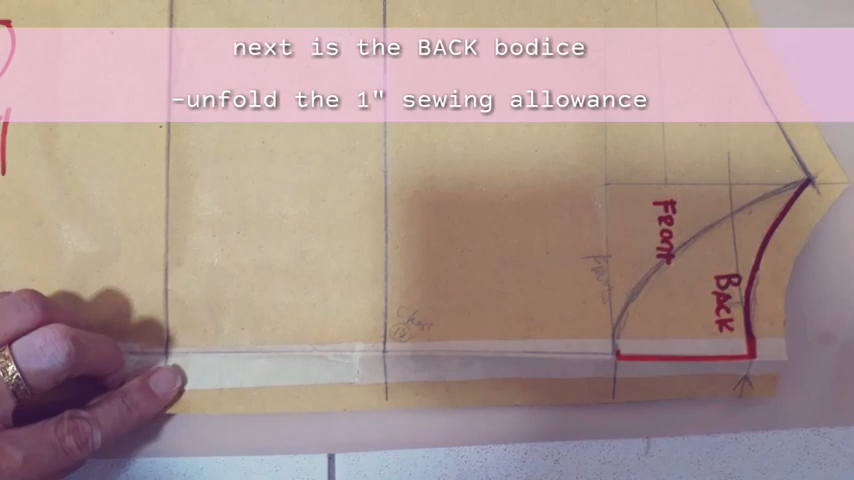 next is the BACK bodice
-unfold the 1" sewing allowance
Front
BACK